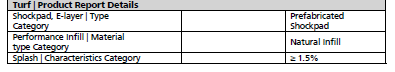 Turf | Product Report Details
Shockpad, E-layer | Type
Category
Prefabricated
Shockpad
Performance Infill | Material
type Category
Natural Infill
Splash | Characteristics Category
≥ 1.5%